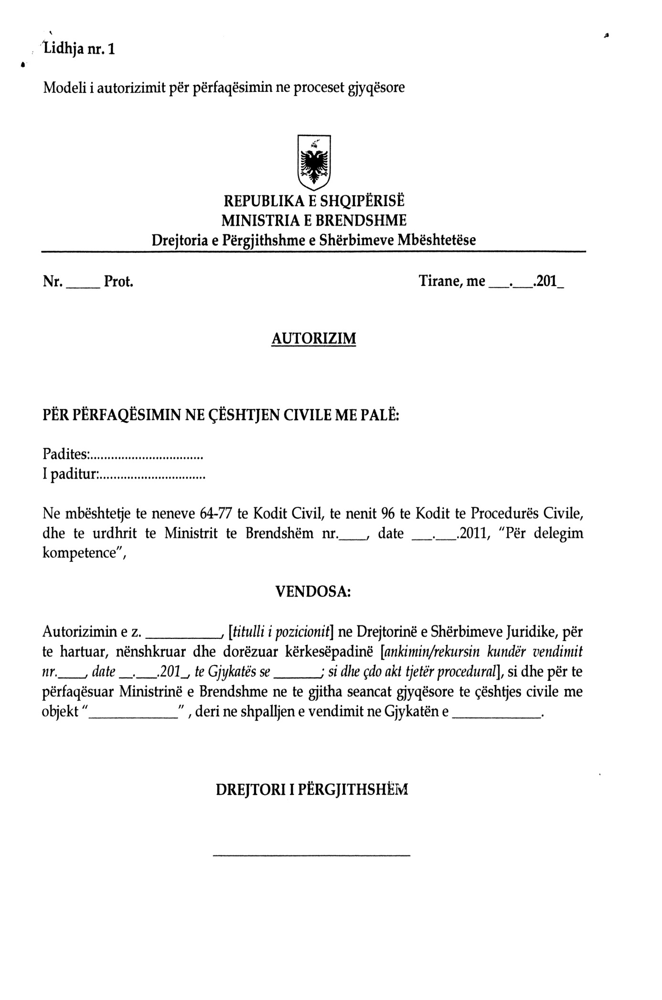 Lidhja nr. 1
Modeli i autorizimit për përfaqësimin ne proceset gjyqësore
REPUBLIKA E SHQIPËRISË
MINISTRIA E BRENDSHME
Drejtoria e Përgjithshme e Shërbimeve Mbështetëse
Nr. _____ Prot. Tirane, me ___.___.201_
AUTORIZIM
PËR PËRFAQËSIMIN NE ÇËSHTJEN CIVILE ME PALË:
Padites:................................
I paditur:..............................
Ne mbështetje te neneve 64-77 te Kodit Civil, te nenit 96 te Kodit te Procedurës Civile,
dhe te urdhrit te Ministrit te Brendshëm nr.____, date ___.___.2011, "Për delegim
kompetence",
VENDOSA:
Autorizimin e z. ___________, [titulli i pozicionit] ne Drejtorinë e Shërbimeve Juridike, për
te hartuar, nënshkruar dhe dorëzuar kërkesëpadinë [ankimin/rekursin kundër vendimit
nr.____, date __.___.201_, te Gjykatës se _______; si dhe çdo akt tjetër procedural], si dhe për te
përfaqësuar Ministrinë e Brendshme ne te gjitha seancat gjyqësore te çështjes civile me
objekt "_____________" , deri ne shpalljen e vendimit ne Gjykatën e _____________.
DREJTORI I PËRGJITHSHËM